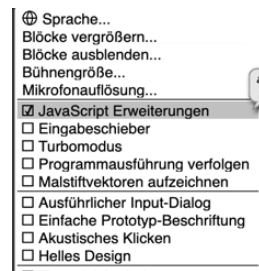 Sprache...
Blöcke vergrößern...
Blöcke ausblenden...
Bühnengröße...
Mikrofonauflösung...
JavaScript Erweiterungen
Eingabeschieber
Turbomodus
Programmausführung verfolgen
Malstiftvektoren aufzeichnen
Ausführlicher Input-Dialog
Einfache Prototyp-Beschriftung
Akustisches Klicken
Helles Design